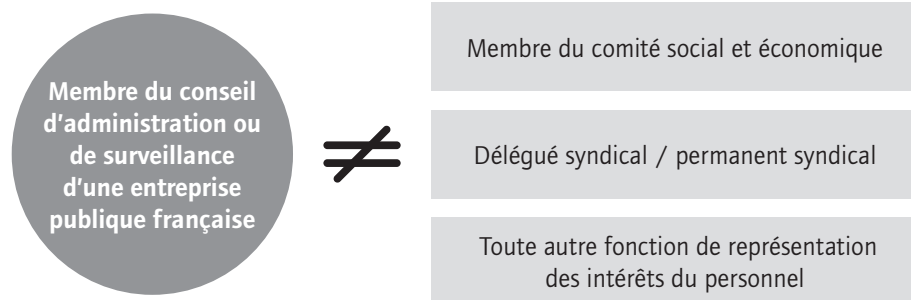 Membre du conseil
d'administration ou
de surveillance
d'une entreprise
publique française
≠
Membre du comité social et économique
Délégué syndical / permanent syndical
Toute autre fonction de représentation
des intérêts du personnel